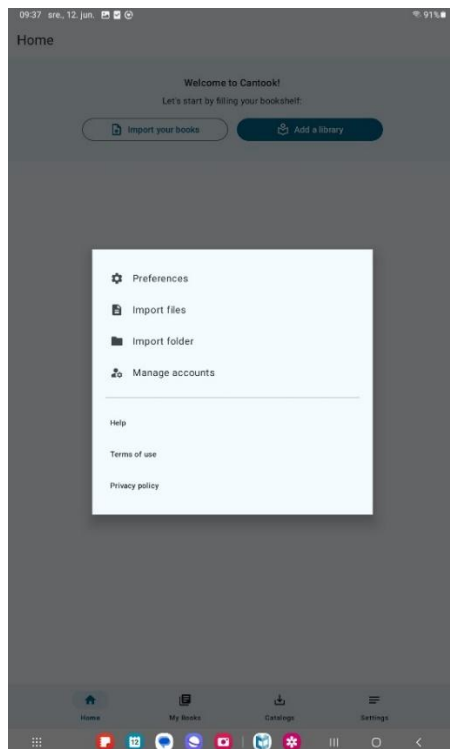 09:37 sre., 12. jun.
91%
Home
Welcome to Cantook!
Let's start by filling your bookshelf:
Import your books
Add a library
Preferences
Import files
Import folder
Manage accounts
Help
Terms of use
Privacy policy
Home
My Books
Catalogs
Settings
12